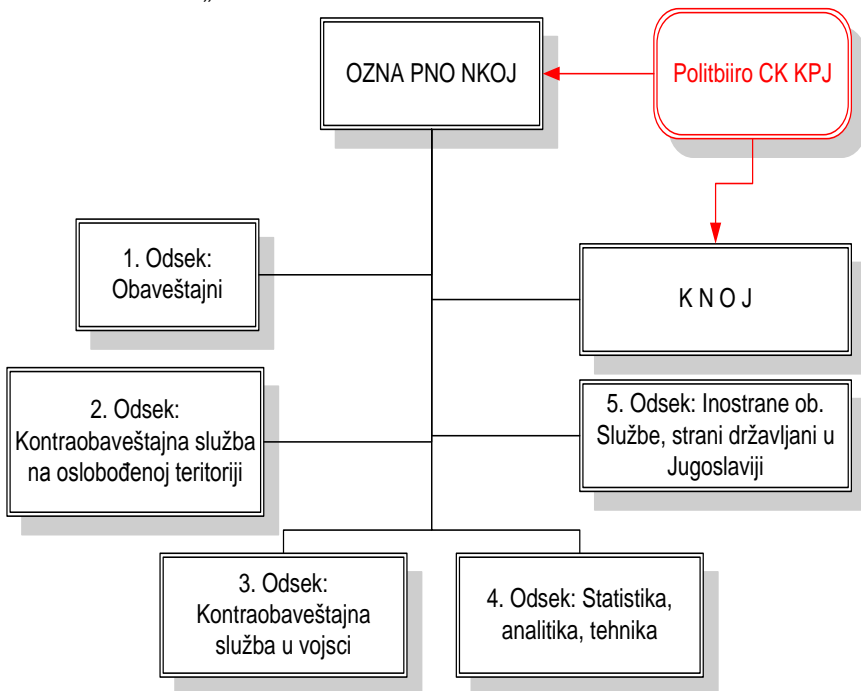 „
OZNA PNO NKOJ
Politbiiro CK KPJ
1. Odsek:
Obaveštajni
K N O J
2. Odsek:
Kontraobaveštajna služba
na oslobođenoj teritoriji
5. Odsek: Inostrane ob.
Službe, strani državljani u
Jugoslaviji
3. Odsek:
Kontraobaveštajna
služba u vojsci
4. Odsek: Statistika,
analitika, tehnika